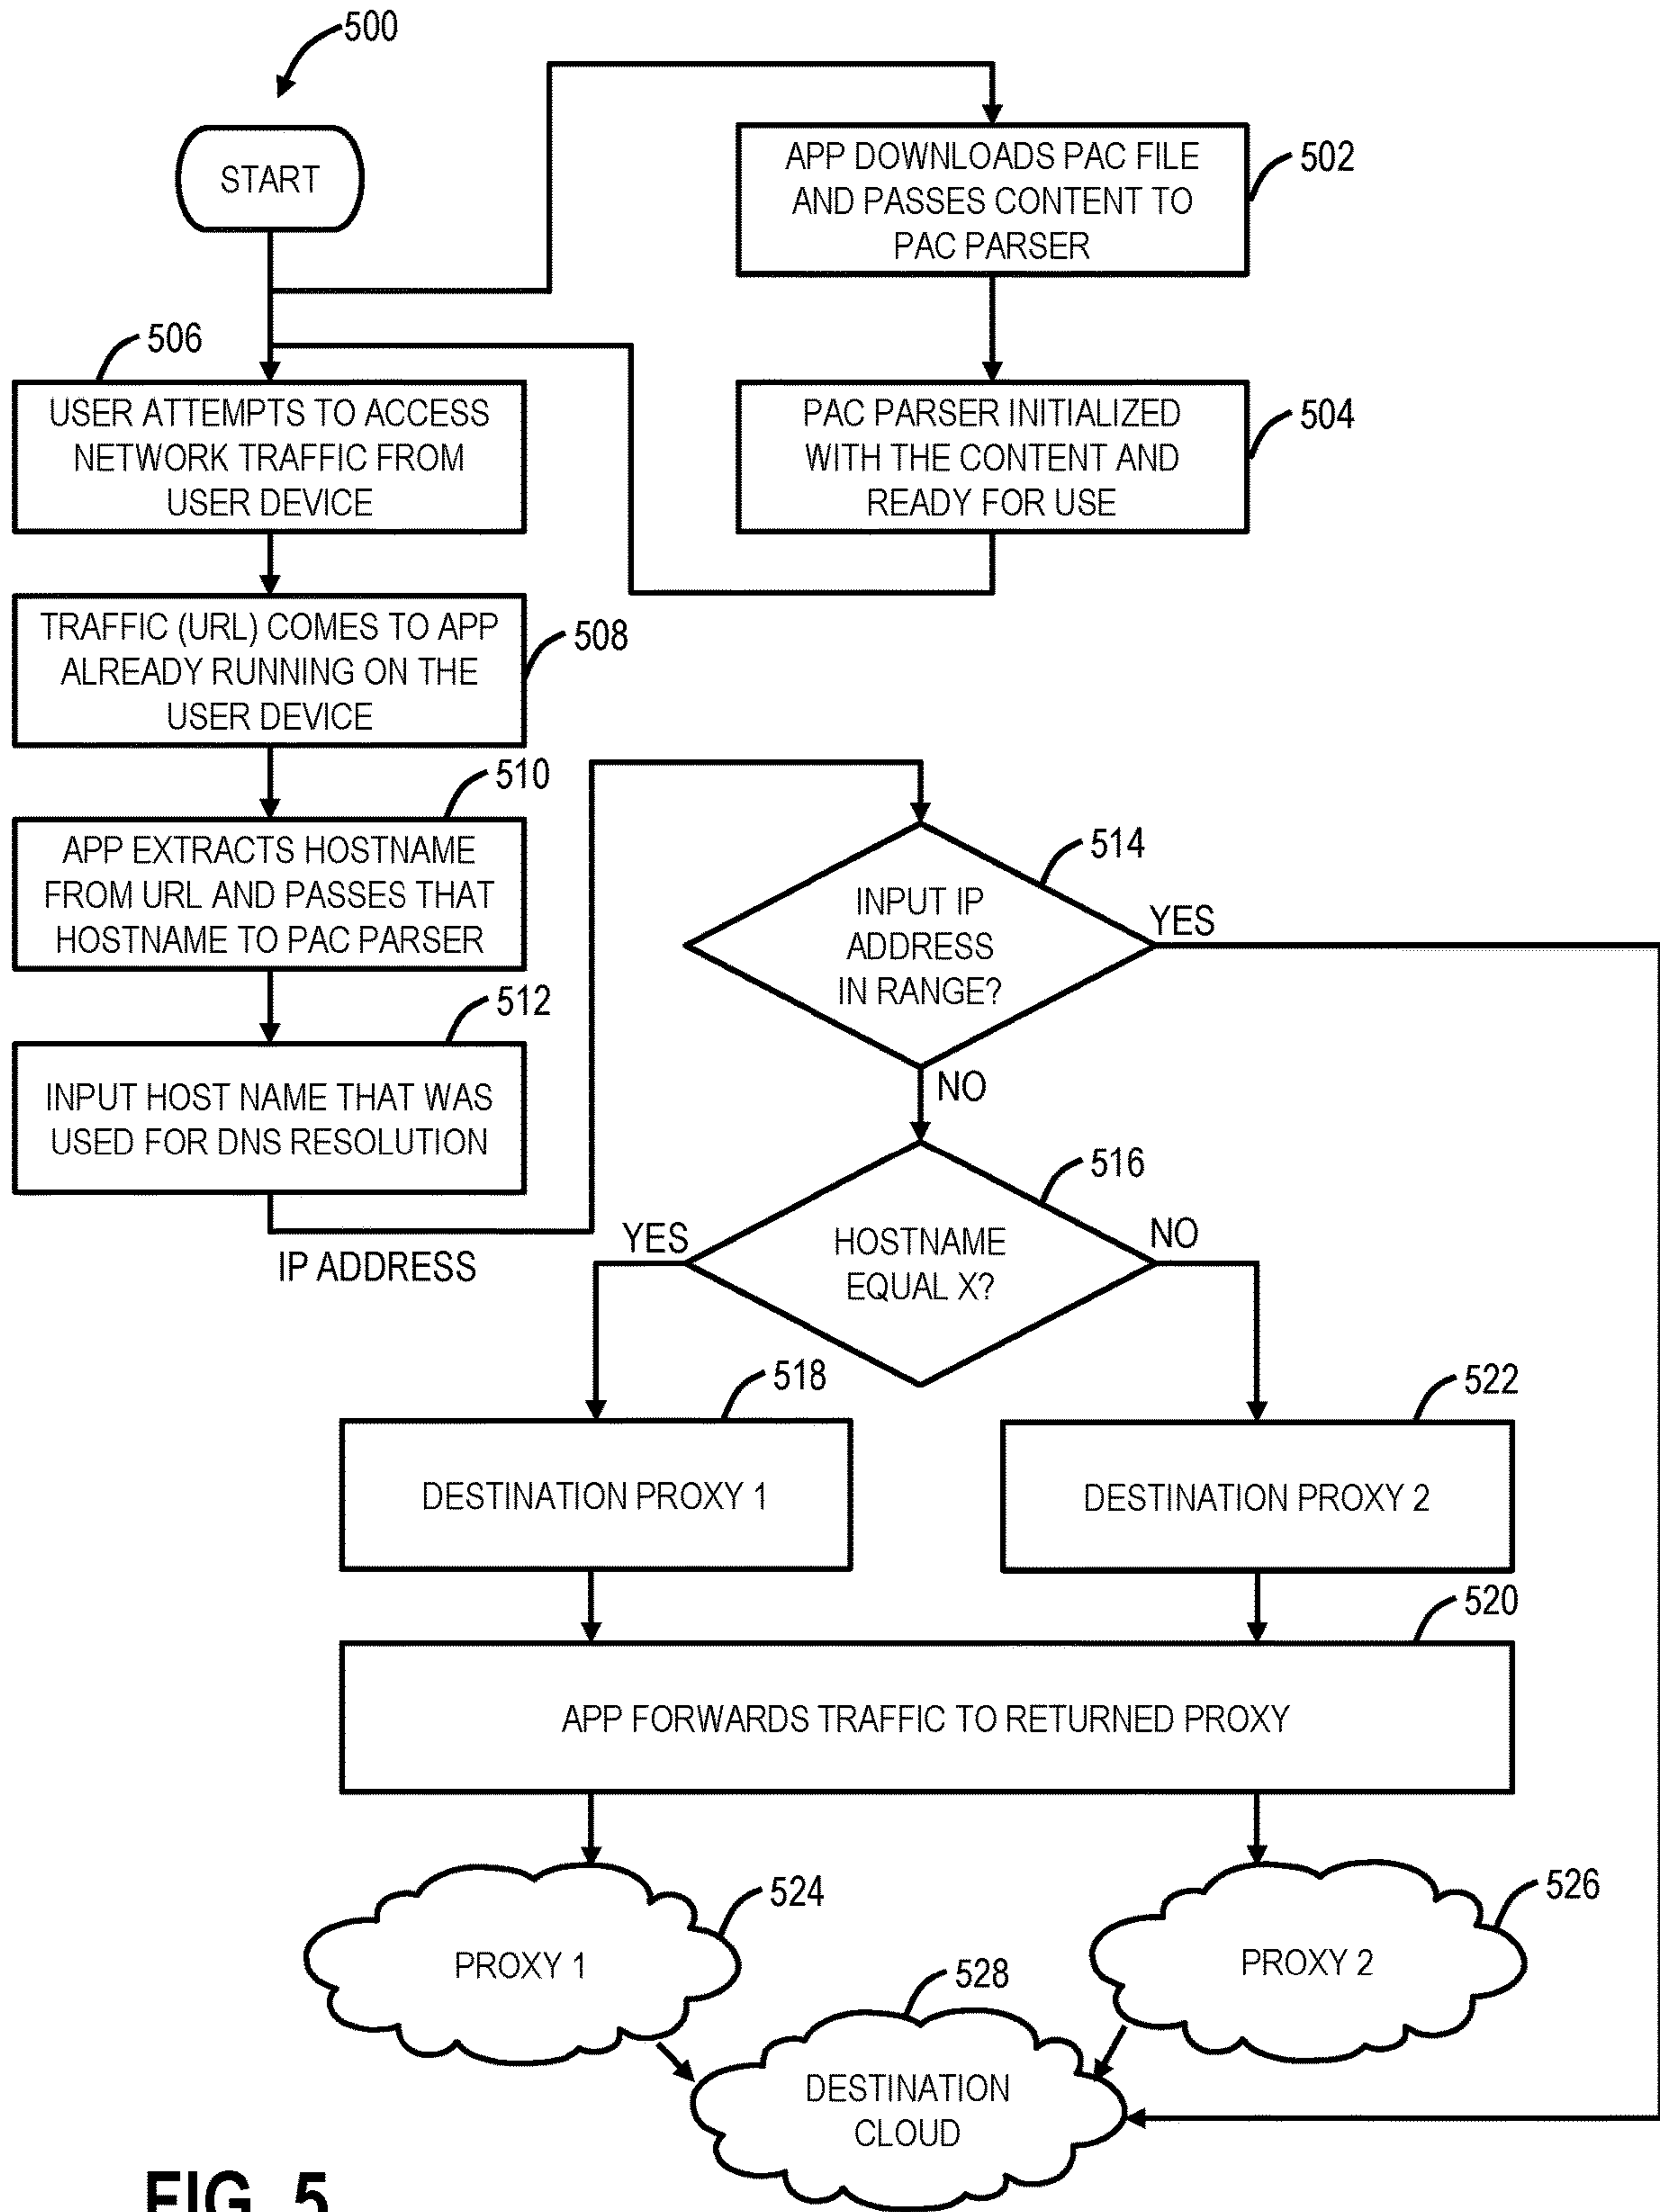 500
START
APP DOWNLOADS PAC FILE
AND PASSES CONTENT TO
PAC PARSER
502
506
USER ATTEMPTS TO ACCESS
NETWORK TRAFFIC FROM
USER DEVICE
PAC PARSER INITIALIZED
WITH THE CONTENT AND
READY FOR USE
504
TRAFFIC (URL) COMES TO APP
ALREADY RUNNING ON THE
USER DEVICE
508
510
APP EXTRACTS HOSTNAME
FROM URL AND PASSES THAT
HOSTNAME TO PAC PARSER
512
INPUT HOST NAME THAT WAS
USED FOR DNS RESOLUTION
IP ADDRESS
514
INPUT IP
ADDRESS
IN RANGE?
YES
NO
516
HOSTNAME
EQUAL X?
YES
NO
518
DESTINATION PROXY 1
522
DESTINATION PROXY 2
520
APP FORWARDS TRAFFIC TO RETURNED PROXY
524
PROXY 1
526
PROXY 2
528
DESTINATION
CLOUD
FIG. 5